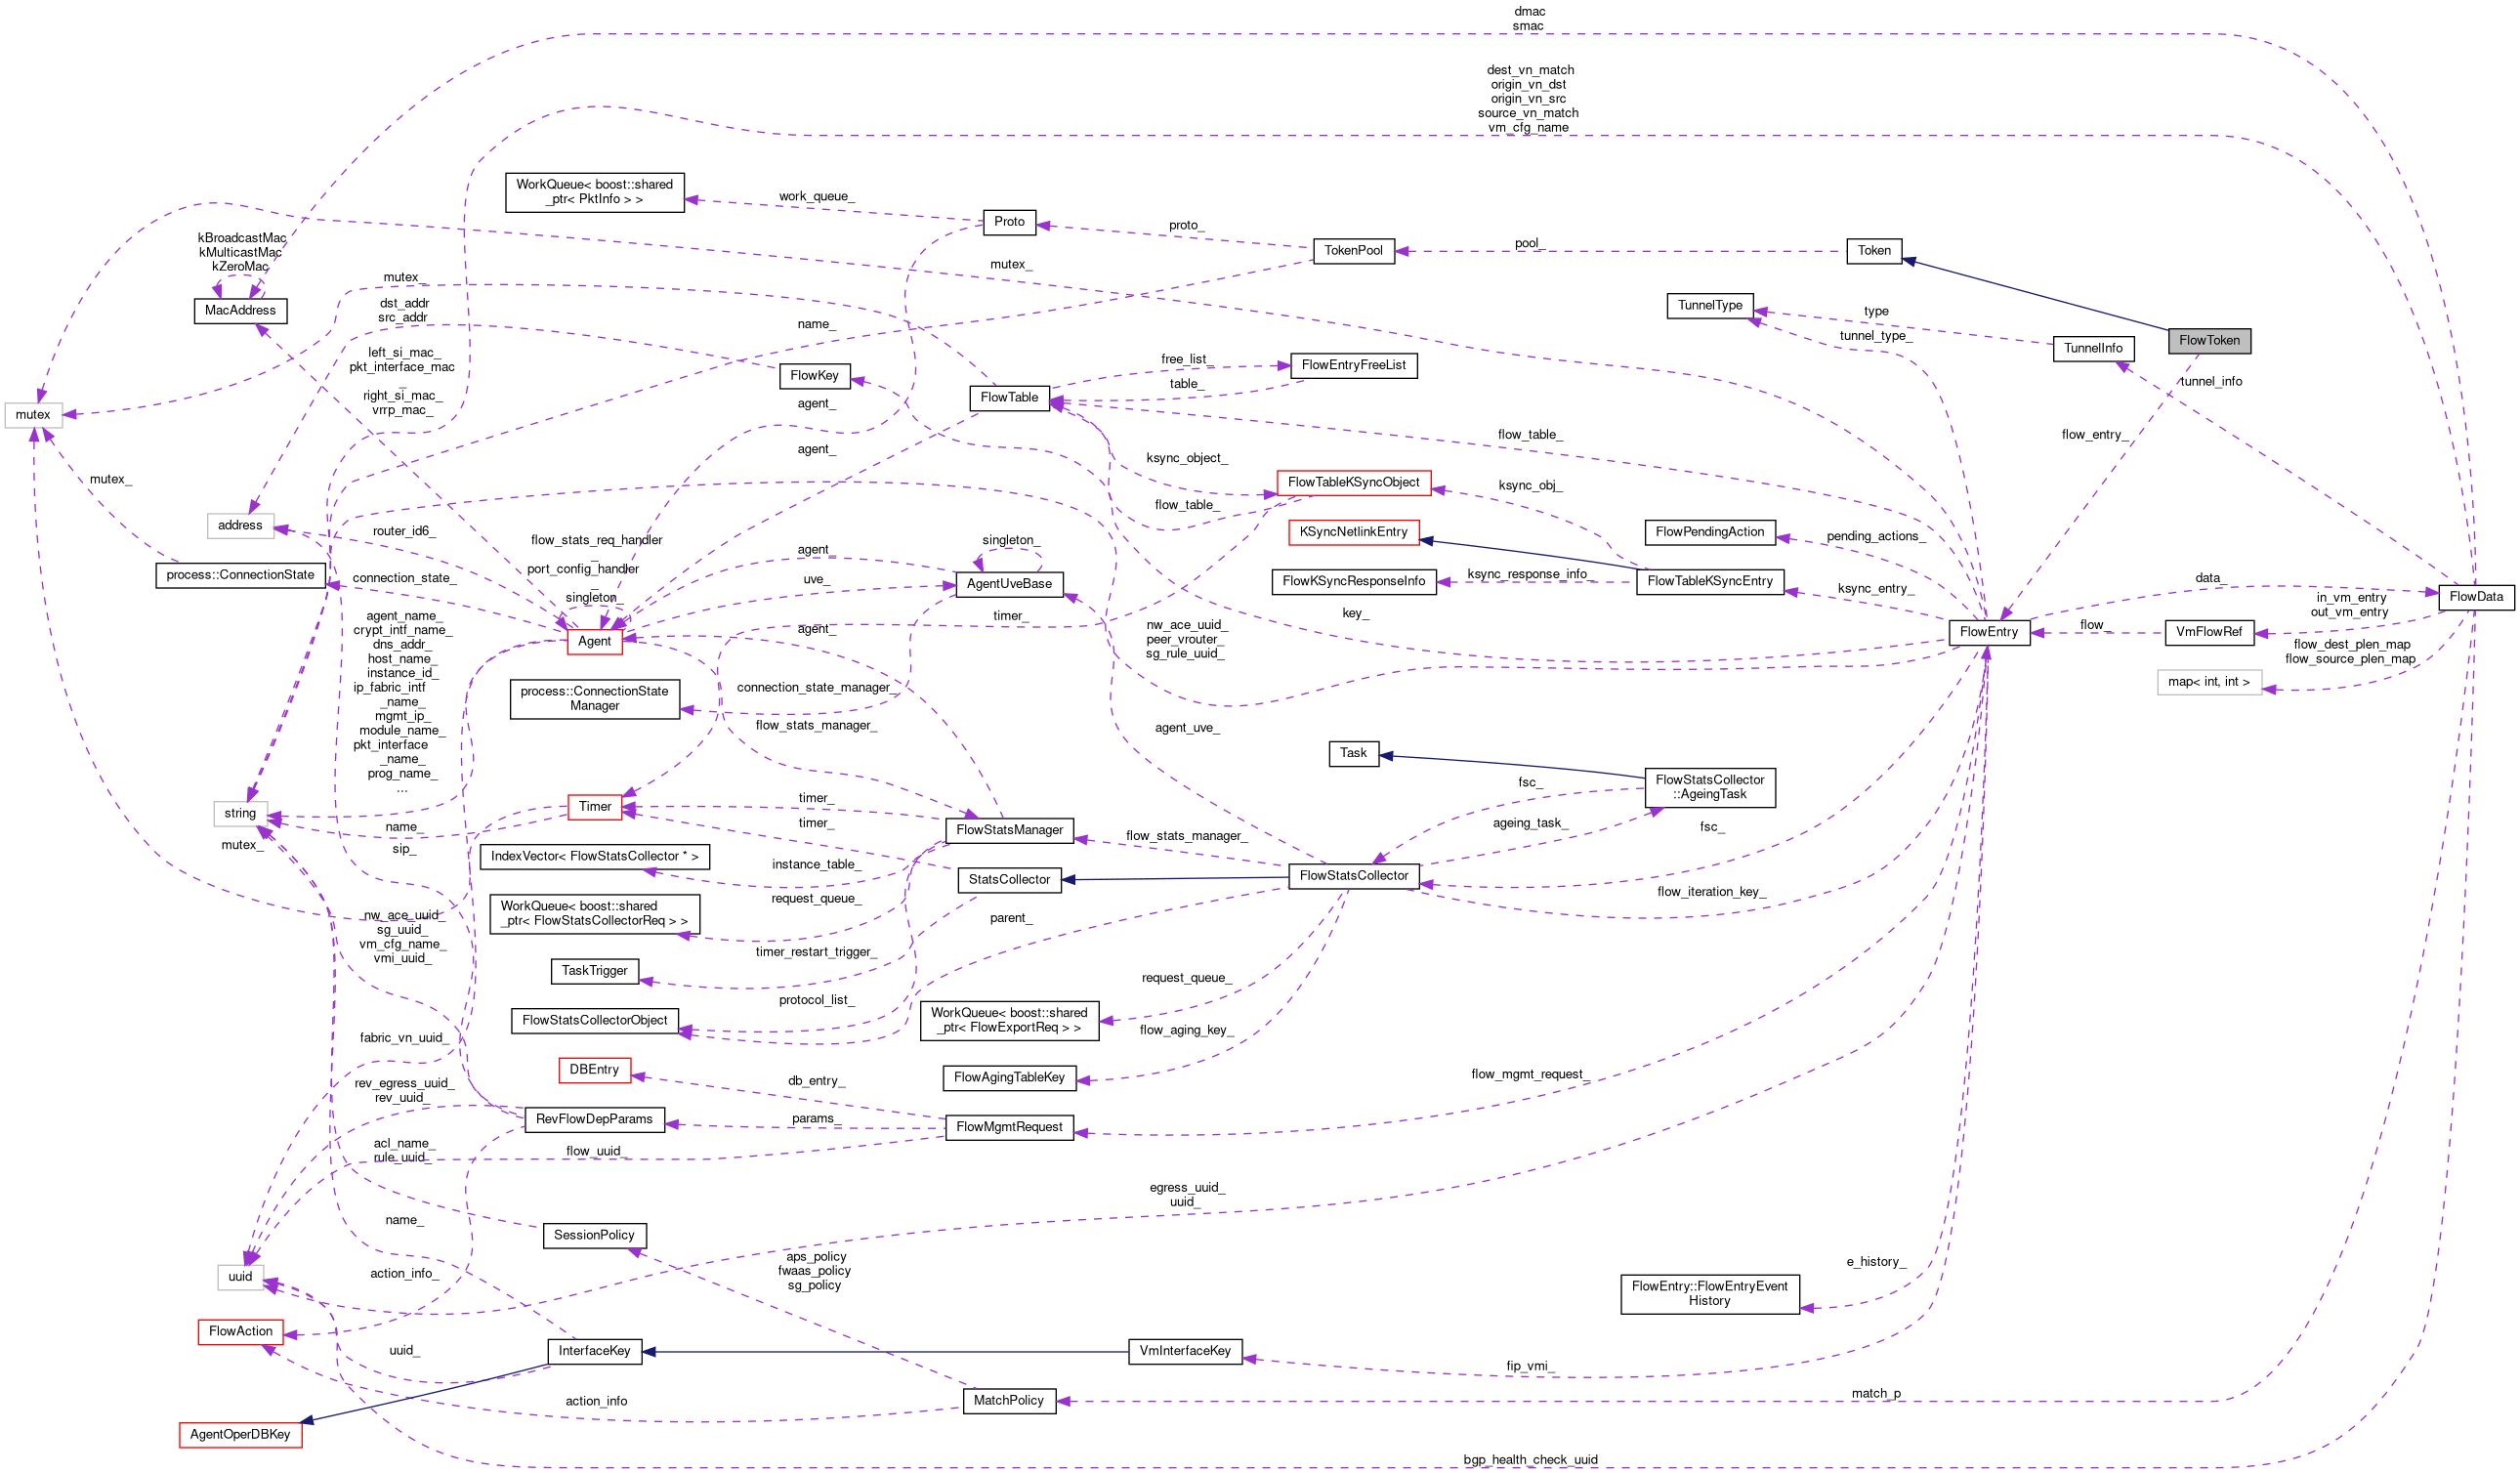 dmac
smac
dest_vn_match
origin_vn_dst
origin_vn_src
source_vn_match
vm_cfg_name
WorkQueue< boost::shared
_ptr< PktInfo > >
work_queue_
Proto
proto_
TokenPool
pool_
Token
kBroadcastMac
kMulticastMac
kZeroMac
MacAddress
mutex_
mutex_
dst_addr
src_addr
name_
TunnelType
type
tunnel_type_
TunnelInfo
FlowToken
left_si_mac_
pkt_interface_mac
_
right_si_mac_
vrrp_mac_
FlowKey
agent_
FlowTable
free_list_
table_
FlowEntryFreeList
tunnel_info
mutex
flow_entry_
flow_table_
agent_
ksync_object_
FlowTableKSyncObject
ksync_obj_
flow_table_
mutex_
address
router_id6_
flow_stats_req_handler
_
port_config_handler
_
singleton_
agent_
singleton_
KSyncNetlinkEntry
FlowPendingAction
pending_actions_
process::ConnectionState
connection_state_
uve_
AgentUveBase
FlowKSyncResponseInfo
ksync_response_info_
FlowTableKSyncEntry
ksync_entry_
data_
FlowData
in_vm_entry
out_vm_entry
agent_name_
crypt_intf_name_
dns_addr_
host_name_
instance_id_
ip_fabric_intf
_name_
mgmt_ip_
module_name_
pkt_interface
_name_
prog_name_
...
Agent
agent_
timer_
key_
nw_ace_uuid_
peer_vrouter_
sg_rule_uuid_
FlowEntry
flow_
VmFlowRef
flow_dest_plen_map
flow_source_plen_map
map< int, int >
process::ConnectionState
Manager
connection_state_manager_
flow_stats_manager_
agent_uve_
Task
FlowStatsCollector
::AgeingTask
fsc_
ageing_task_
fsc_
string
Timer
name_
timer_
timer_
FlowStatsManager
flow_stats_manager_
mutex_
sip_
IndexVector< FlowStatsCollector * >
instance_table_
StatsCollector
FlowStatsCollector
flow_iteration_key_
WorkQueue< boost::shared
_ptr< FlowStatsCollectorReq > >
request_queue_
parent_
nw_ace_uuid_
sg_uuid_
vm_cfg_name_
vmi_uuid_
TaskTrigger
timer_restart_trigger_
request_queue_
FlowStatsCollectorObject
protocol_list_
WorkQueue< boost::shared
_ptr< FlowExportReq > >
flow_aging_key_
fabric_vn_uuid_
DBEntry
db_entry_
FlowAgingTableKey
flow_mgmt_request_
rev_egress_uuid_
rev_uuid_
RevFlowDepParams
params_
FlowMgmtRequest
acl_name_
rule_uuid_
flow_uuid_
egress_uuid_
uuid_
name_
SessionPolicy
uuid
action_info_
aps_policy
fwaas_policy
sg_policy
e_history_
FlowEntry::FlowEntryEvent
History
FlowAction
uuid_
InterfaceKey
VmInterfaceKey
fip_vmi_
action_info
MatchPolicy
match_p
AgentOperDBKey
bgp_health_check_uuid